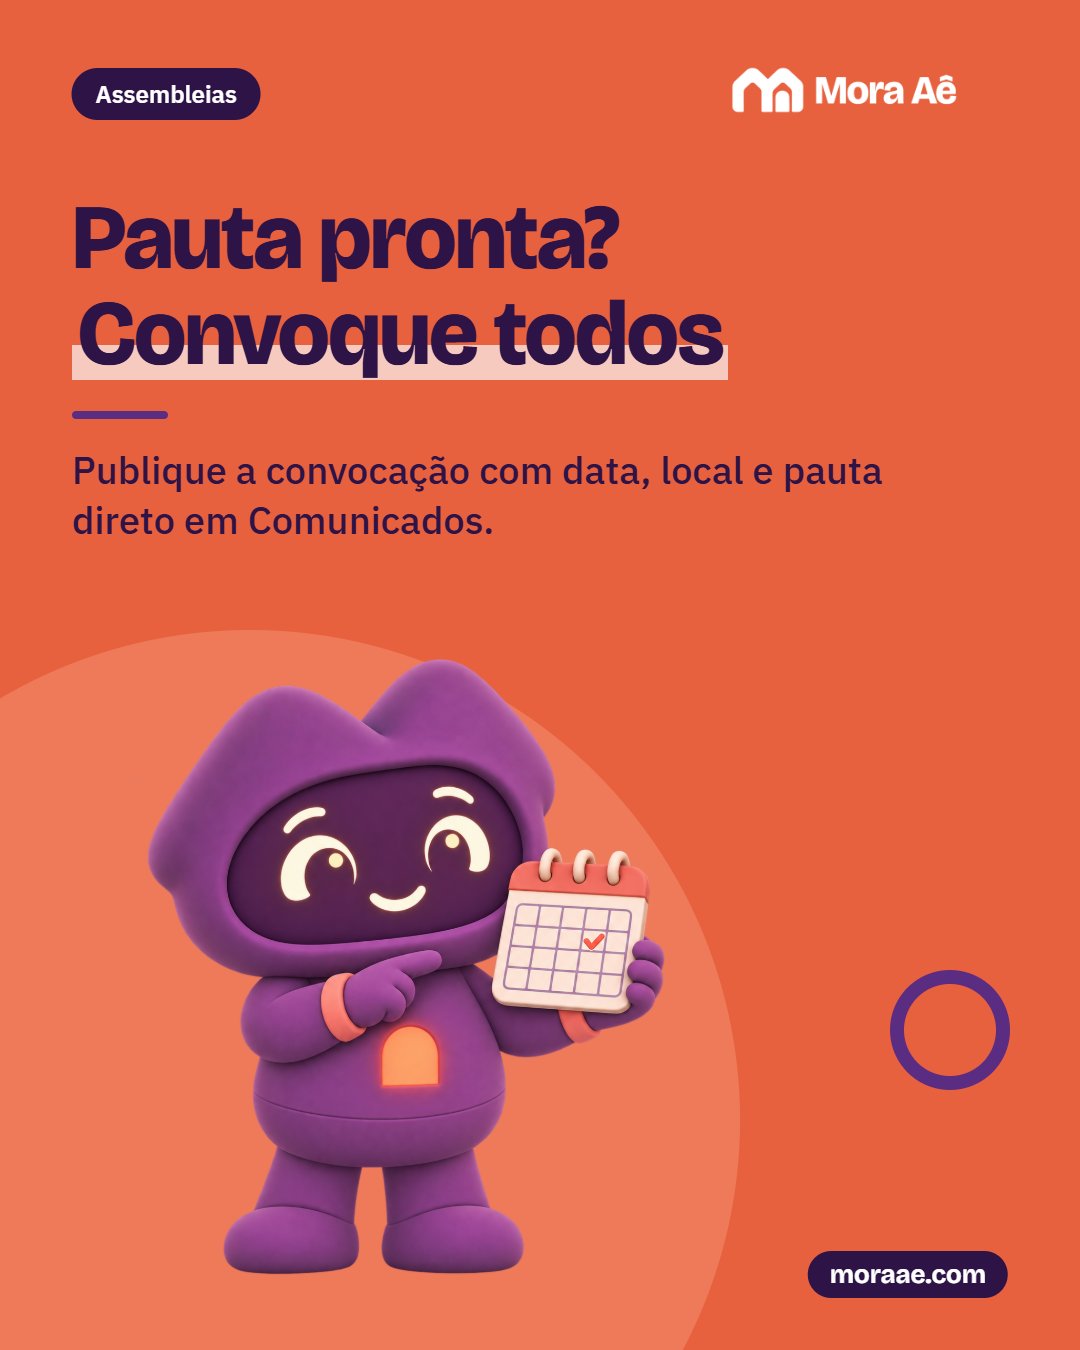 Assembleias
Mora Aê
Pauta pronta?
Convoque todos
Publique a convocação com data, local e pauta
direto em Comunicados.
moraae.com